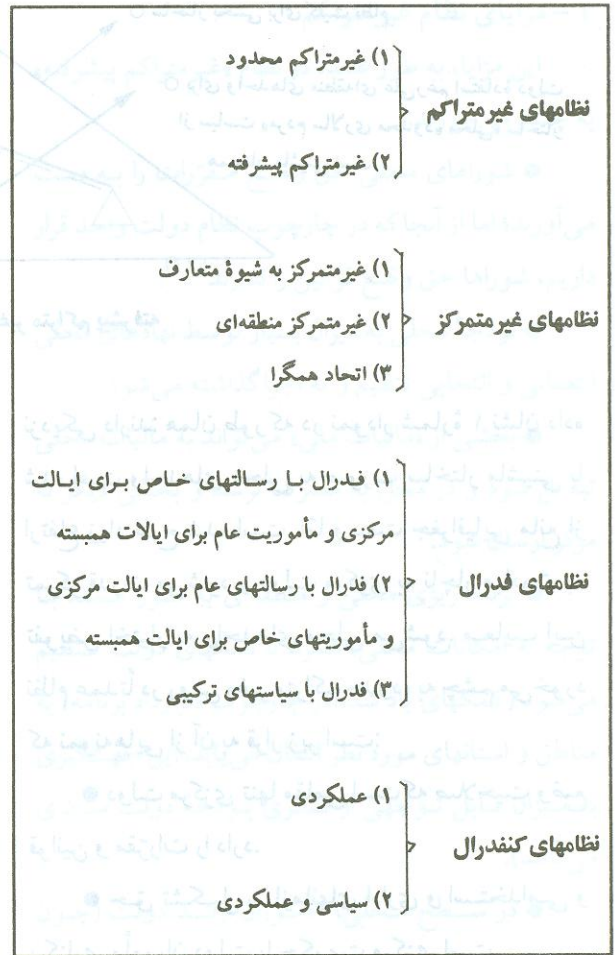 نظامهای غیرمتراکم
۱) غیرمتراکم محدود
۲) غیرمتراکم پیشرفته
نظامهای غیرمتمرکز
۱) غیرمتمرکز به شیوهٔ متعارف
۲) غیرمتمرکز منطقه‌ای
۳) اتحاد همگرا
نظامهای فدرال
۱) فدرال با رسالتهای خاص برای ایالت
مرکزی و مأموریت عام برای ایالات همبسته
۲) فدرال با رسالتهای عام برای ایالت مرکزی
و مأموریتهای خاص برای ایالت همبسته
۳) فدرال با سیاستهای ترکیبی
نظامهای کنفدرال
۱) عملکردی
۲) سیاسی و عملکردی